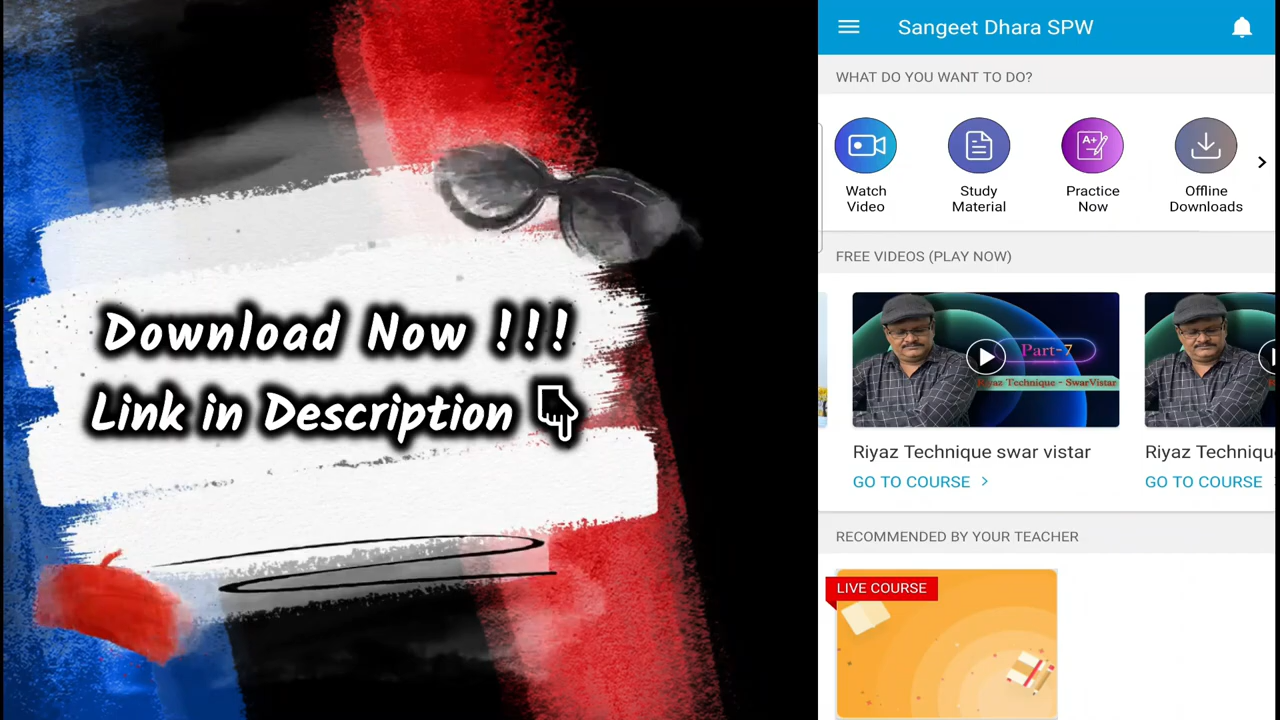 Download Now !!!
Link in Description
Sangeet Dhara SPW
WHAT DO YOU WANT TO DO?
A+
Watch
Video
Study
Material
Practice
Now
Offline
Downloads
FREE VIDEOS (PLAY NOW)
Part-7
Riyaz Technique - SwarVistar
Riyaz Technique swar vistar
GO TO COURSE
Riyaz Techniqu
GO TO COURSE
RECOMMENDED BY YOUR TEACHER
LIVE COURSE